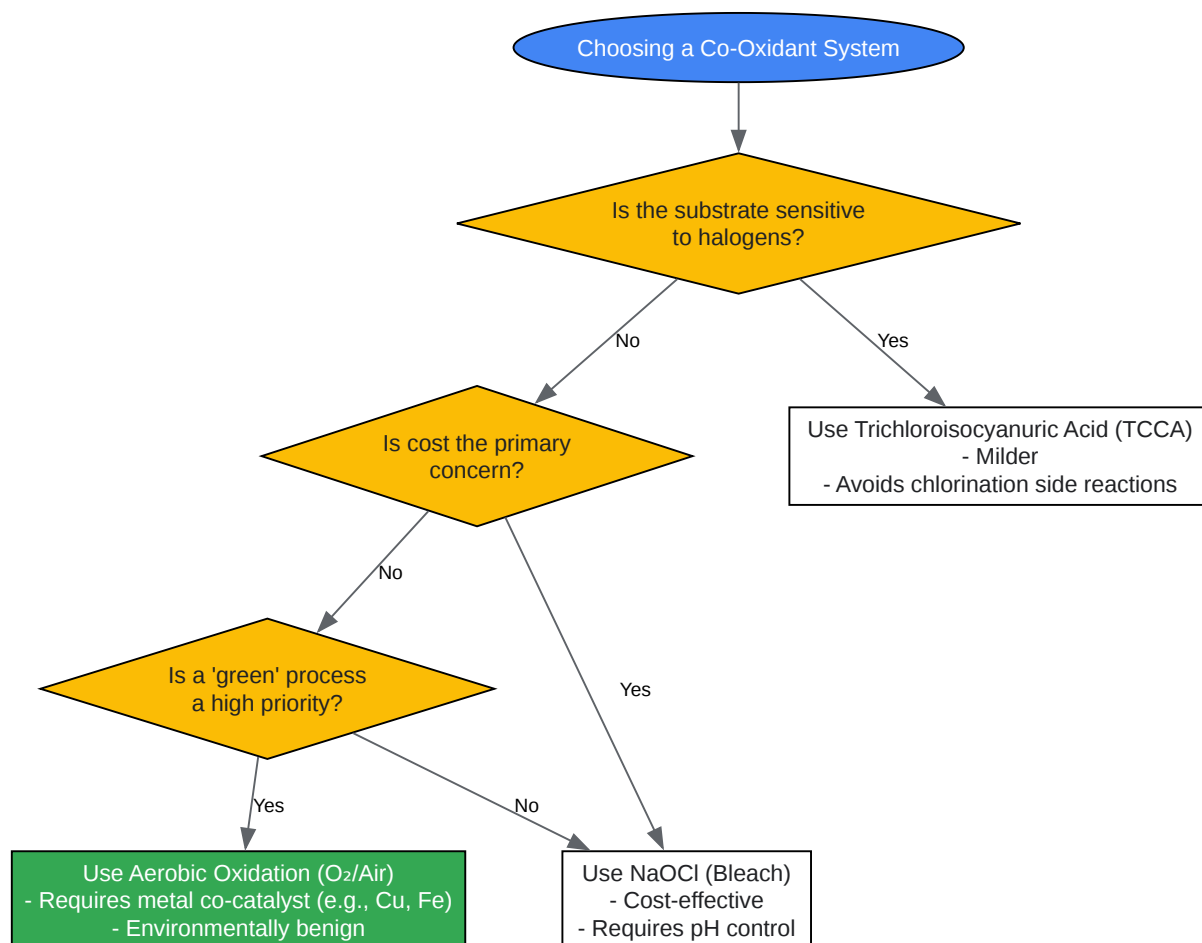 Choosing a Co-Oxidant System
Is the substrate sensitive
to halogens?
No
Yes
Is cost the primary
concern?
Use Trichloroisocyanuric Acid (TCCA)
- Milder
- Avoids chlorination side reactions
No
Yes
Is a 'green' process
a high priority?
Yes
No
Use Aerobic Oxidation (O₂/Air)
- Requires metal co-catalyst (e.g., Cu, Fe)
- Environmentally benign
Use NaOCl (Bleach)
- Cost-effective
- Requires pH control